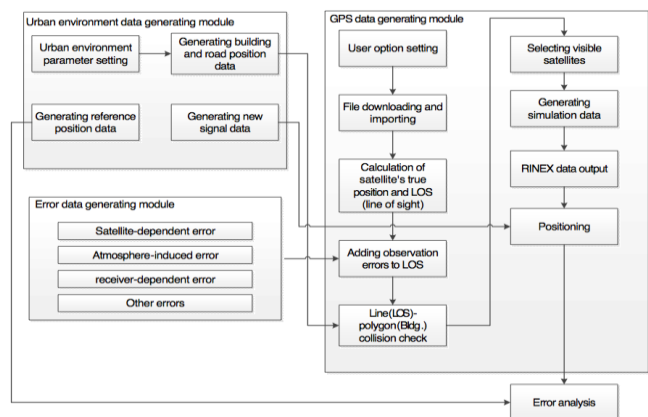 Urban environment data generating module
Urban environment
parameter setting
Generating building
and road position
data
Generating reference
position data
Generating new
signal data
Error data generating module
Satellite-dependent error
Atmosphere-induced error
receiver-dependent error
Other errors
GPS data generating module
User option setting
File downloading and
importing
Calculation of
satellite's true
position and LOS
(line of sight)
Adding observation
errors to LOS
Line(LOS)-
polygon(Bldg.)
collision check
Selecting visible
satellites
Generating
simulation data
RINEX data output
Positioning
Error analysis